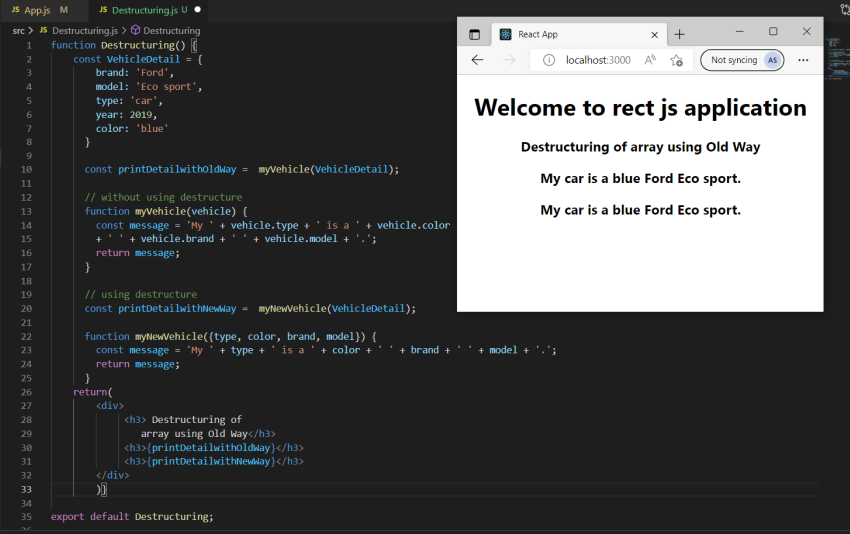 JS App.js M
JS Destructuring.js U
src > JS Destructuring.js > Destructuring
1 function Destructuring() {
2 const VehicleDetail = {
3 brand: 'Ford',
4 model: 'Eco sport',
5 type: 'car',
6 year: 2019,
7 color: 'blue'
8 }
9
10 const printDetailwithOldWay = myVehicle(VehicleDetail);
11
12 // without using destructure
13 function myVehicle(vehicle) {
14 const message = 'My ' + vehicle.type + ' is a ' + vehicle.color
15 + ' ' + vehicle.brand + ' ' + vehicle.model + '.';
16 return message;
17 }
18
19 // using destructure
20 const printDetailwithNewWay = myNewVehicle(VehicleDetail);
21
22 function myNewVehicle({type, color, brand, model}) {
23 const message = 'My ' + type + ' is a ' + color + ' ' + brand + ' ' + model + '.';
24 return message;
25 }
26 return(
27 <div>
28 <h3> Destructuring of
29 array using Old Way</h3>
30 <h3>{printDetailwithOldWay}</h3>
31 <h3>{printDetailwithNewWay}</h3>
32 </div>
33 )}
34
35 export default Destructuring;
React App
localhost:3000
Not syncing AS
Welcome to rect js application
Destructuring of array using Old Way
My car is a blue Ford Eco sport.
My car is a blue Ford Eco sport.